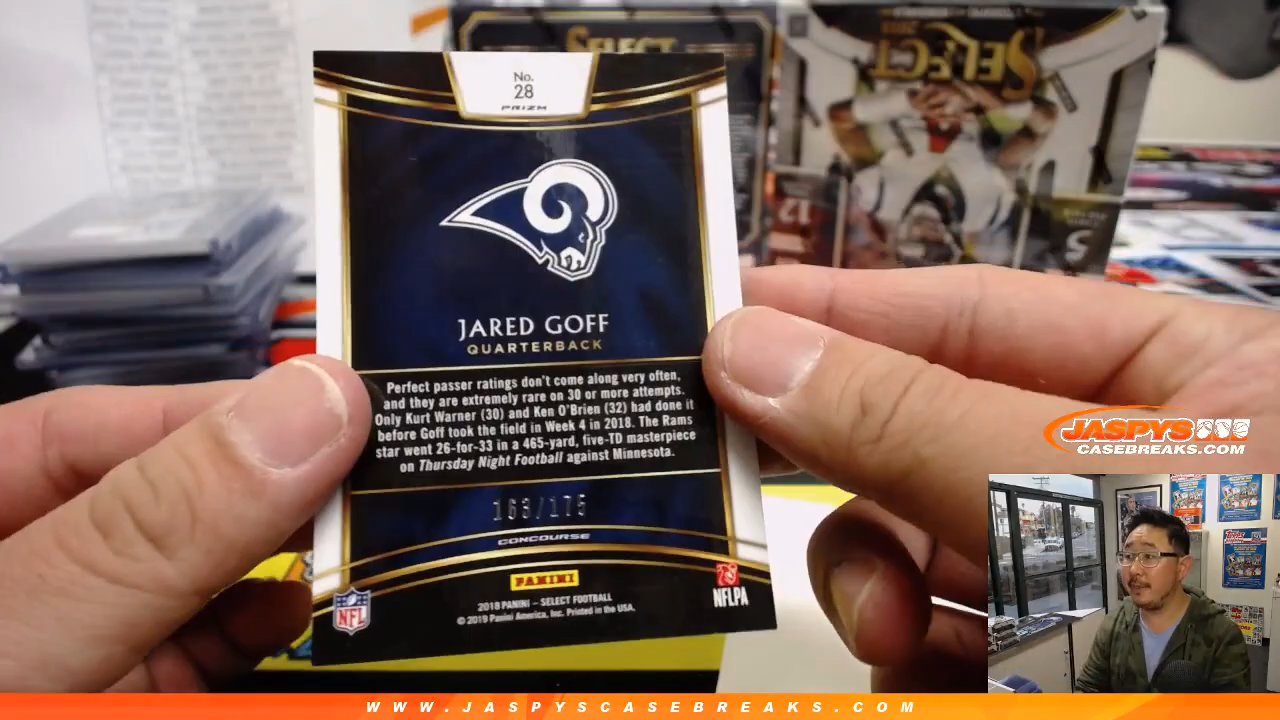 SELECT
SELECT
No.
28
PRIZM
JARED GOFF
QUARTERBACK
Perfect passer ratings don't come along very often,
and they are extremely rare on 30 or more attempts.
Only Kurt Warner (30) and Ken O'Brien (32) had done it
before Goff took the field in Week 4 in 2018. The Rams
star went 26-for-33 in a 465-yard, five-TD masterpiece
on Thursday Night Football against Minnesota.
163/175
CONCOURSE
PANINI
NFL
NFLPA
2018 PANINI – SELECT FOOTBALL
© 2019 Panini America, Inc. Printed in the USA.
12
5
JASPYS
CASEBREAKS.COM
WWW.JASPYSCASEBREAKS.COM